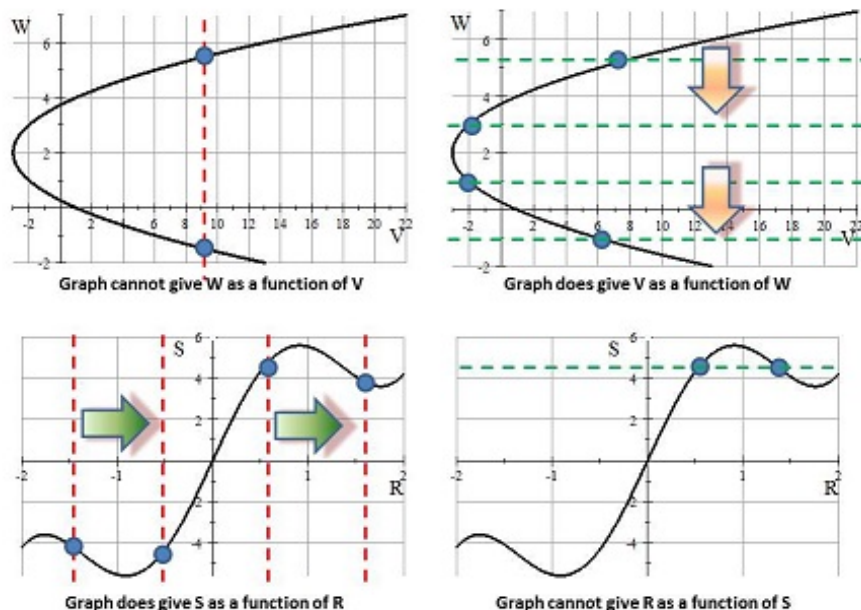 W
6
4
2
-2
-2 2 4 6 8 10 12 14 16 18 20 22
V
Graph cannot give W as a function of V
W
6
4
2
-2
-2 2 4 6 8 10 12 14 16 18 20 22
V
Graph does give V as a function of W
S
6
4
2
-2
-4
-2 -1 1 2
R
Graph does give S as a function of R
S
6
4
2
-2
-4
-2 -1 1 2
R
Graph cannot give R as a function of S